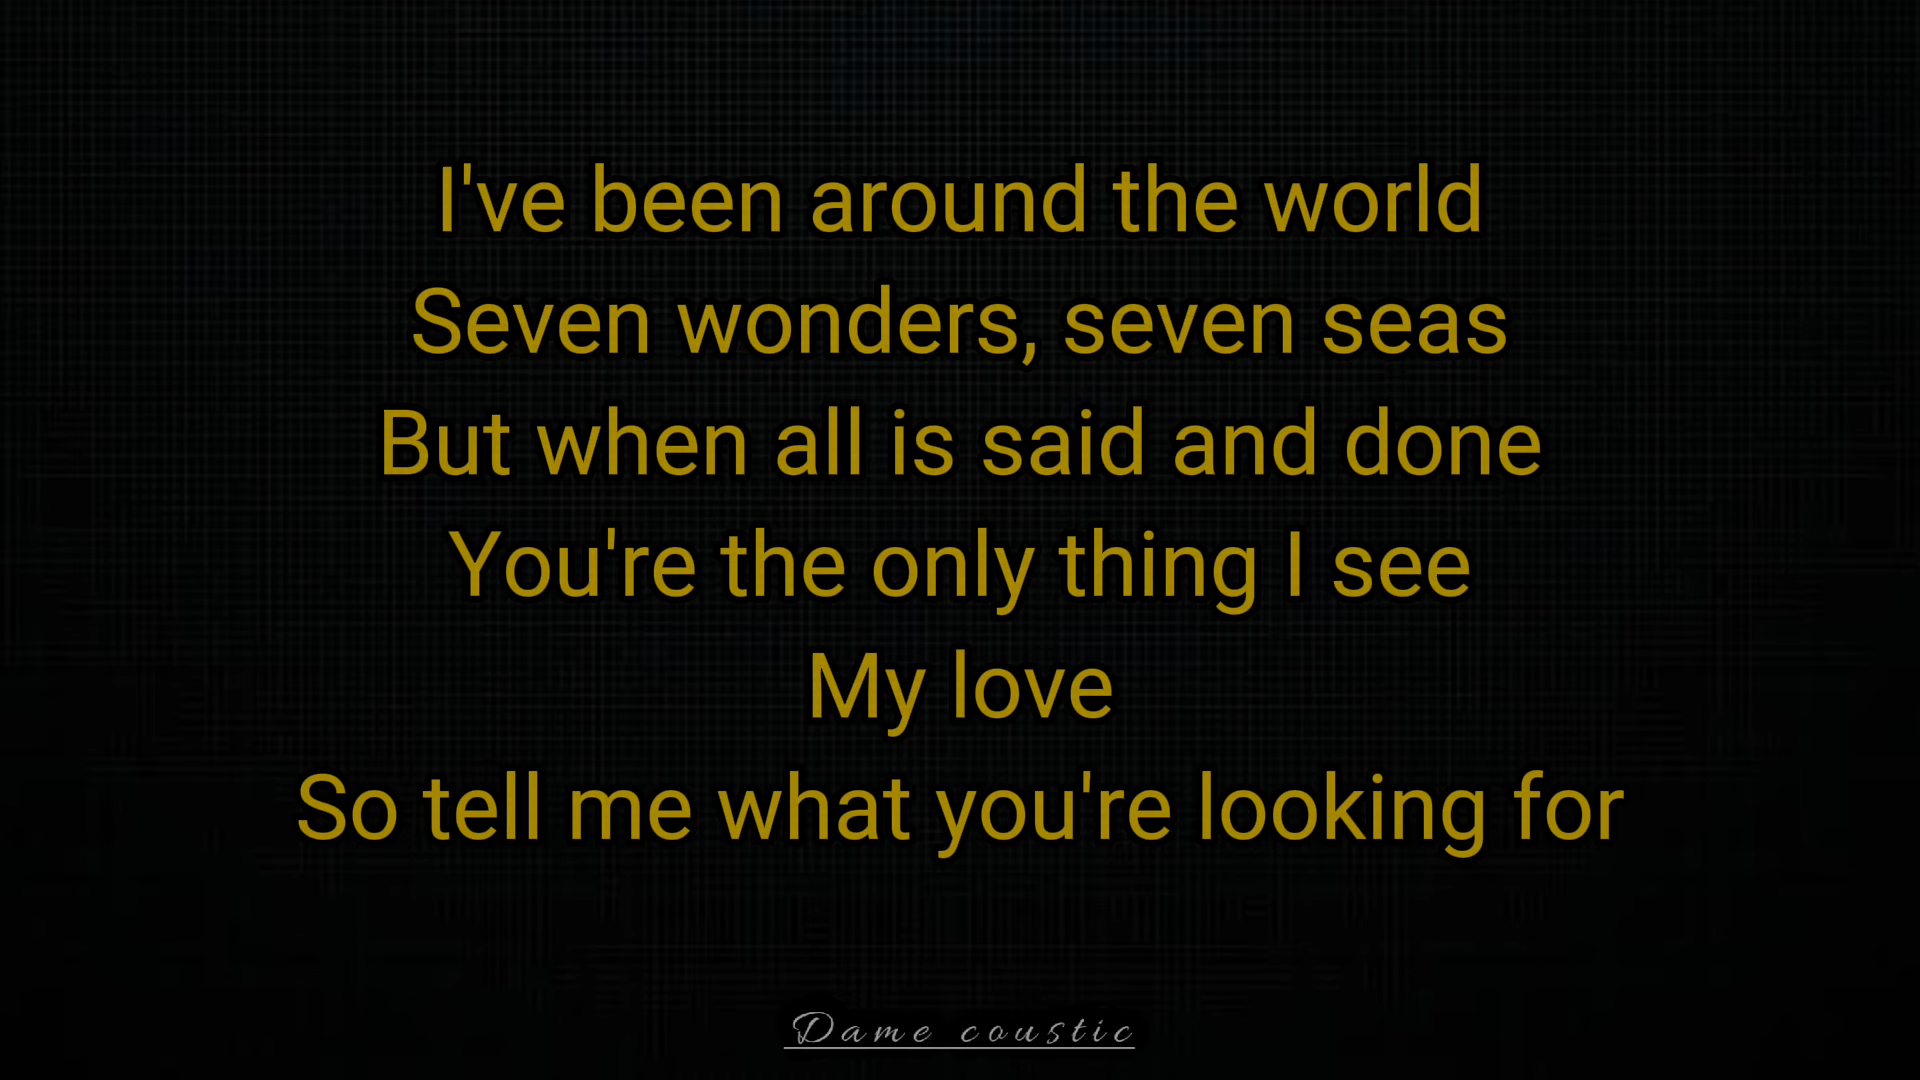 I've been around the world
Seven wonders, seven seas
But when all is said and done
You're the only thing I see
My love
So tell me what you're looking for
Dame coustic